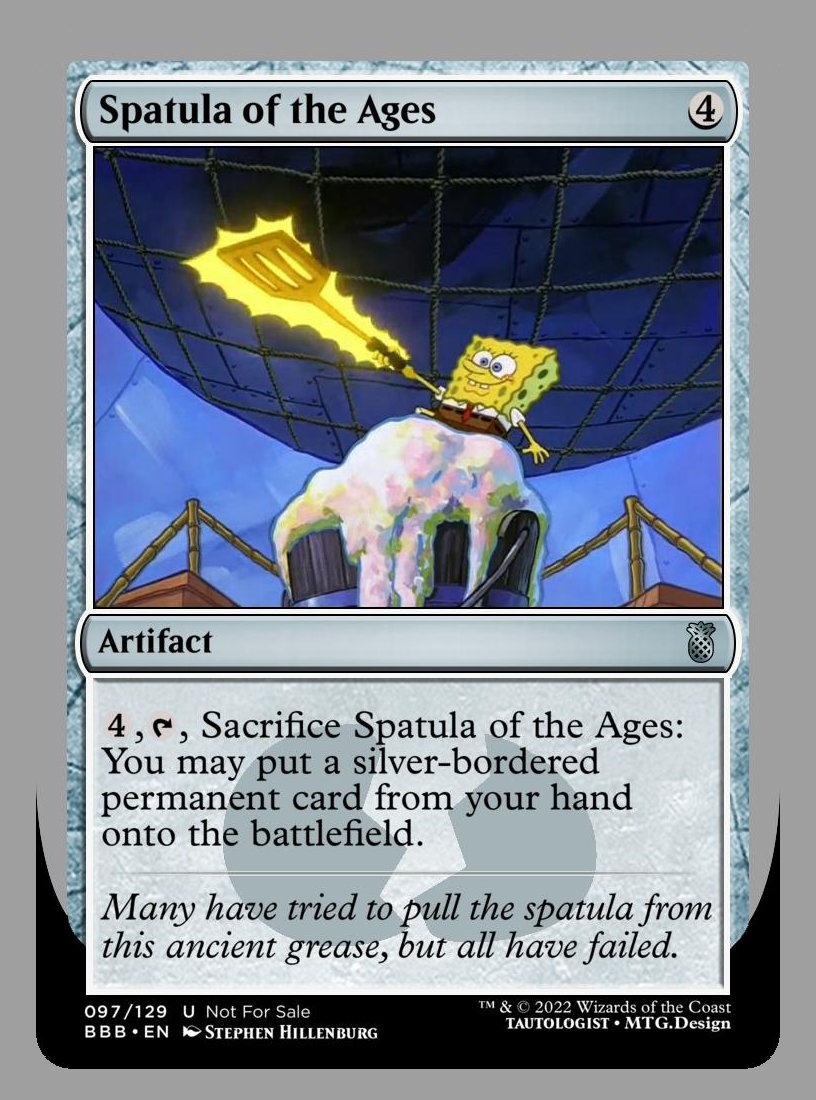 Spatula of the Ages 4
Artifact
4, , Sacrifice Spatula of the Ages:
You may put a silver-bordered
permanent card from your hand
onto the battlefield.
Many have tried to pull the spatula from
this ancient grease, but all have failed.
097/129 U Not For Sale
BBB • EN STEPHEN HILLENBURG
™ & © 2022 Wizards of the Coast
TAUTOLOGIST • MTG.Design